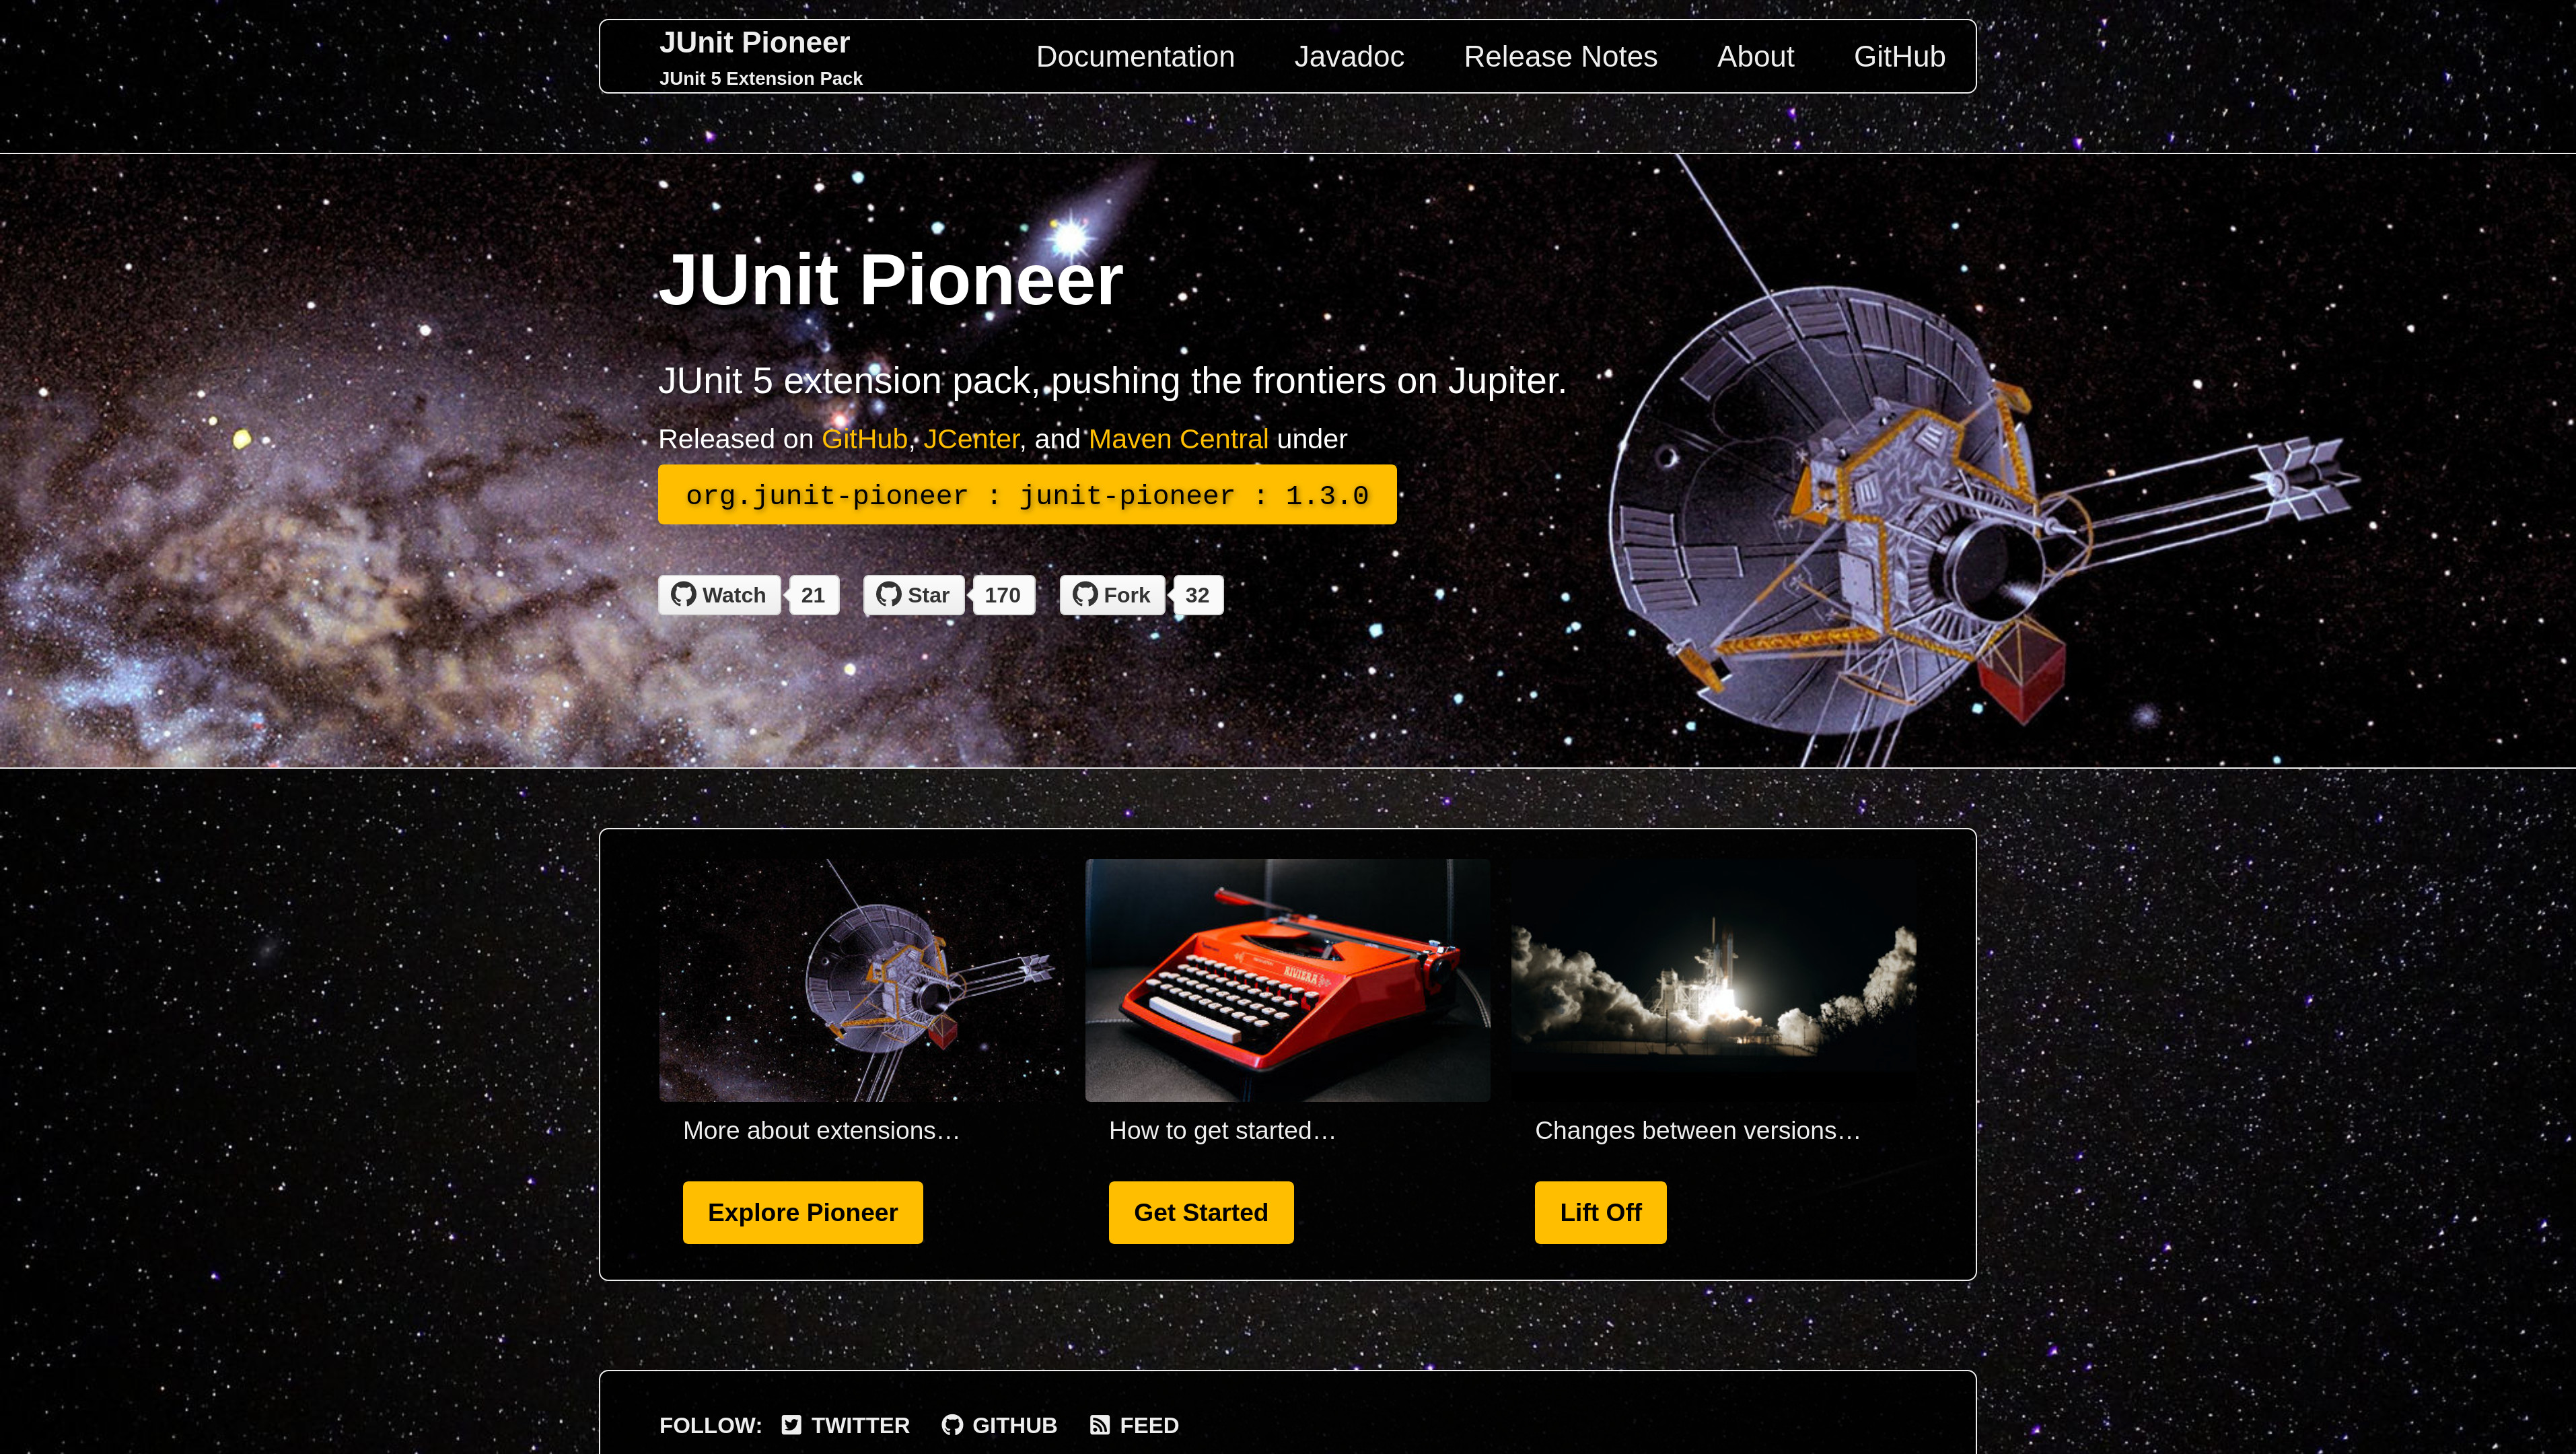 JUnit Pioneer
JUnit 5 Extension Pack
Documentation Javadoc Release Notes About GitHub
JUnit Pioneer
JUnit 5 extension pack, pushing the frontiers on Jupiter.
Released on GitHub, JCenter, and Maven Central under
org.junit-pioneer : junit-pioneer : 1.3.0
Watch 21 Star 170 Fork 32
RIVIERA
More about extensions… How to get started… Changes between versions…
Explore Pioneer Get Started Lift Off
FOLLOW: TWITTER GITHUB FEED